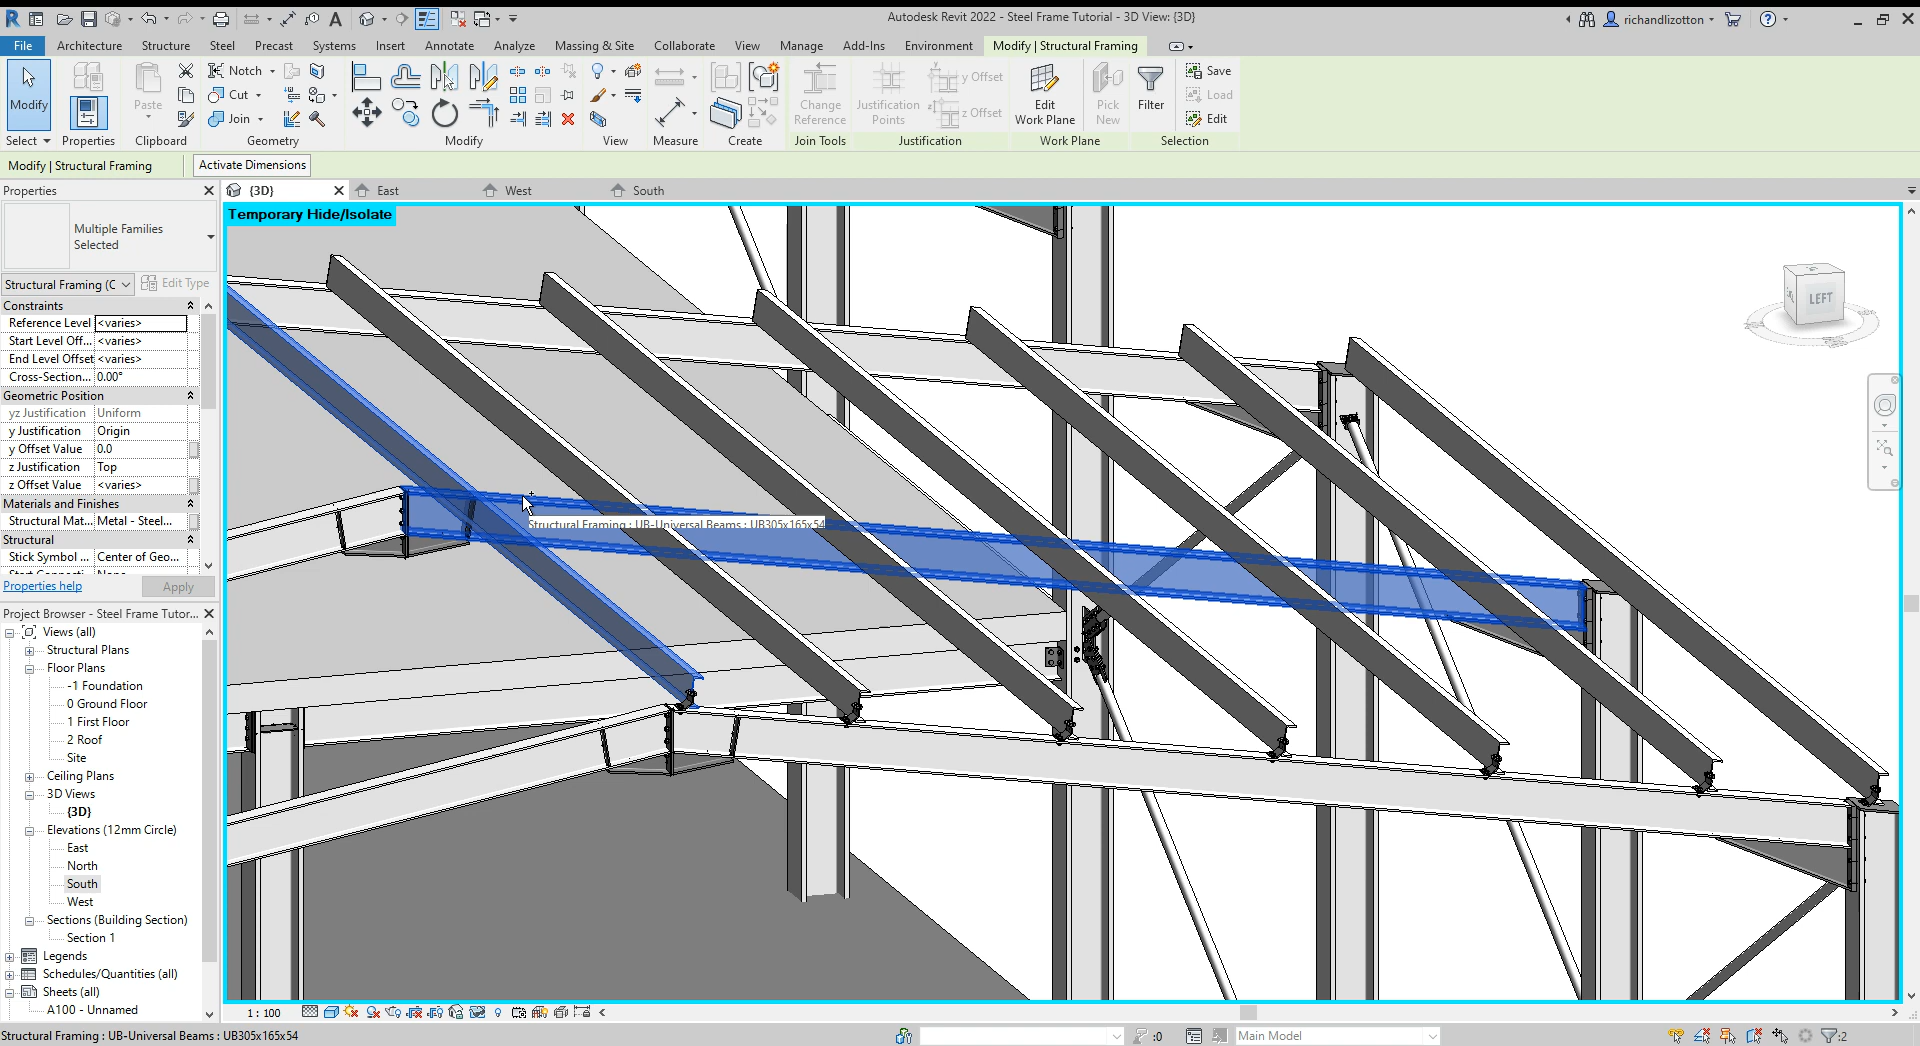 Autodesk Revit 2022 - Steel Frame Tutorial - 3D View: {3D}
richandlizotton
File Architecture Structure Steel Precast Systems Insert Annotate Analyze Massing & Site Collaborate View Manage Add-Ins Environment Modify | Structural Framing
Modify
Select
Properties
Paste
Clipboard
Notch
Cut
Join
Geometry
Modify
View
Measure
Create
Change
Reference
Join Tools
Justification
Points
y Offset
z Offset
Justification
Edit
Work Plane
Pick
New
Work Plane
Filter
Save
Load
Edit
Selection
Modify | Structural Framing
Activate Dimensions
Properties
{3D}
East
West
South
Multiple Families
Selected
Structural Framing (C
Edit Type
Constraints
Reference Level <varies>
Start Level Off... <varies>
End Level Offset <varies>
Cross-Section... 0.00°
Geometric Position
yz Justification Uniform
y Justification Origin
y Offset Value 0.0
z Justification Top
z Offset Value <varies>
Materials and Finishes
Structural Mat... Metal - Steel...
Structural
Stick Symbol ... Center of Geo...
Properties help
Apply
Project Browser - Steel Frame Tutor...
Views (all)
Structural Plans
Floor Plans
-1 Foundation
0 Ground Floor
1 First Floor
2 Roof
Site
Ceiling Plans
3D Views
{3D}
Elevations (12mm Circle)
East
North
South
West
Sections (Building Section)
Section 1
Legends
Schedules/Quantities (all)
Sheets (all)
A100 - Unnamed
Temporary Hide/Isolate
LEFT
Structural Framing : UB-Universal Beams : UB305x165x54
1 : 100
Structural Framing : UB-Universal Beams : UB305x165x54
:0
Main Model
:2